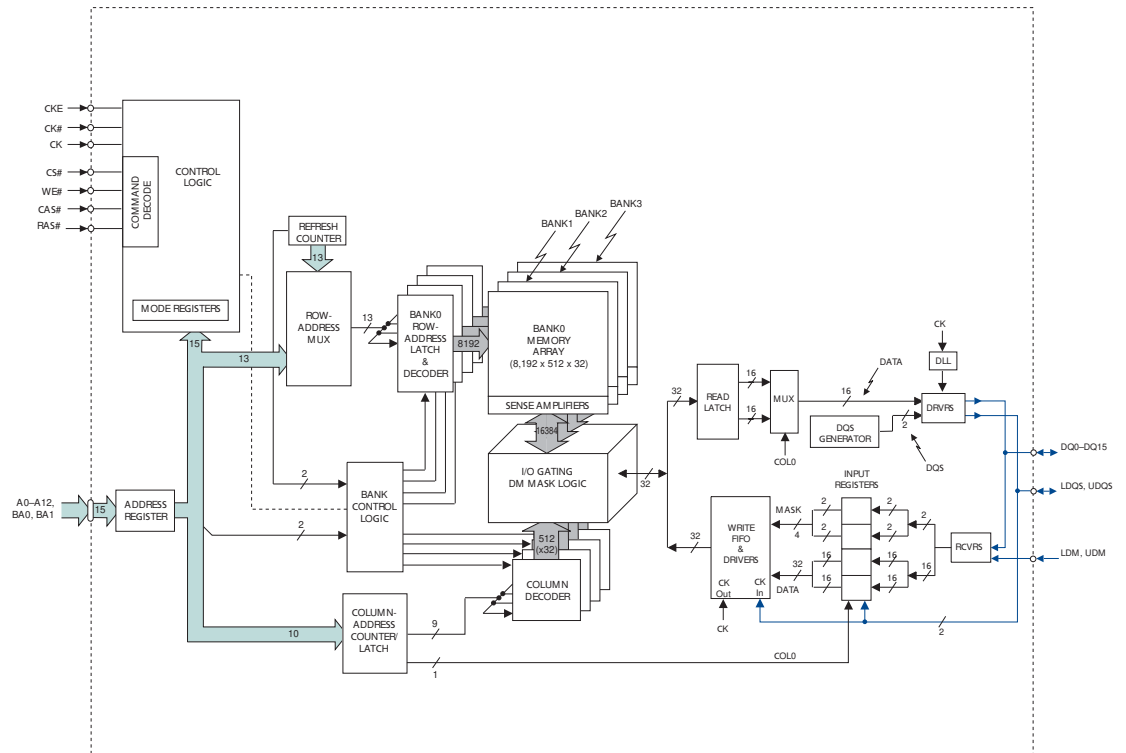 CKE
CK#
CK
CS#
WE#
CAS#
RAS#
COMMAND
DECODE
CONTROL
LOGIC
MODE REGISTERS
15
REFRESH
COUNTER
13
ROW-
ADDRESS
MUX
13
13
BANK0
ROW-
ADDRESS
LATCH
&
DECODER
8192
BANK1
BANK2
BANK3
BANK0
MEMORY
ARRAY
(8,192 x 512 x 32)
SENSE AMPLIFIERS
16384
I/O GATING
DM MASK LOGIC
32
512
(x32)
COLUMN
DECODER
A0–A12,
BA0, BA1
15
ADDRESS
REGISTER
2
2
BANK
CONTROL
LOGIC
10
COLUMN-
ADDRESS
COUNTER/
LATCH
9
1
COL0
32
READ
LATCH
16
16
MUX
COL0
16
DATA
CK
DLL
DRVRS
DQS
GENERATOR
2
DQS
DQ0–DQ15
LDQS, UDQS
LDM, UDM
INPUT
REGISTERS
32
WRITE
FIFO
&
DRIVERS
CK
Out
CK
In
CK
MASK
4
32
DATA
2
2
16
16
2
2
16
16
2
16
RCVRS
2